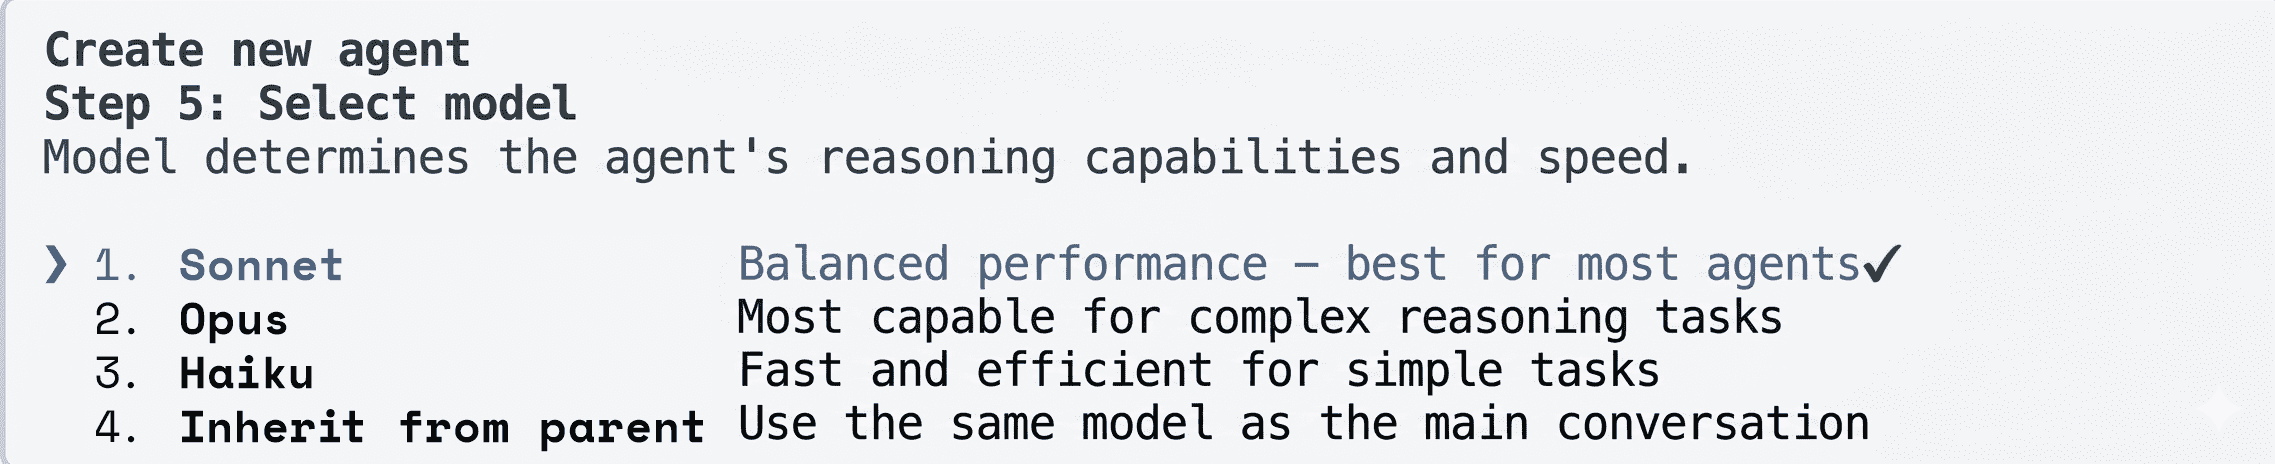 Create new agent
Step 5: Select model
Model determines the agent's reasoning capabilities and speed.
❯ 1. Sonnet Balanced performance – best for most agents✔
2. Opus Most capable for complex reasoning tasks
3. Haiku Fast and efficient for simple tasks
4. Inherit from parent Use the same model as the main conversation